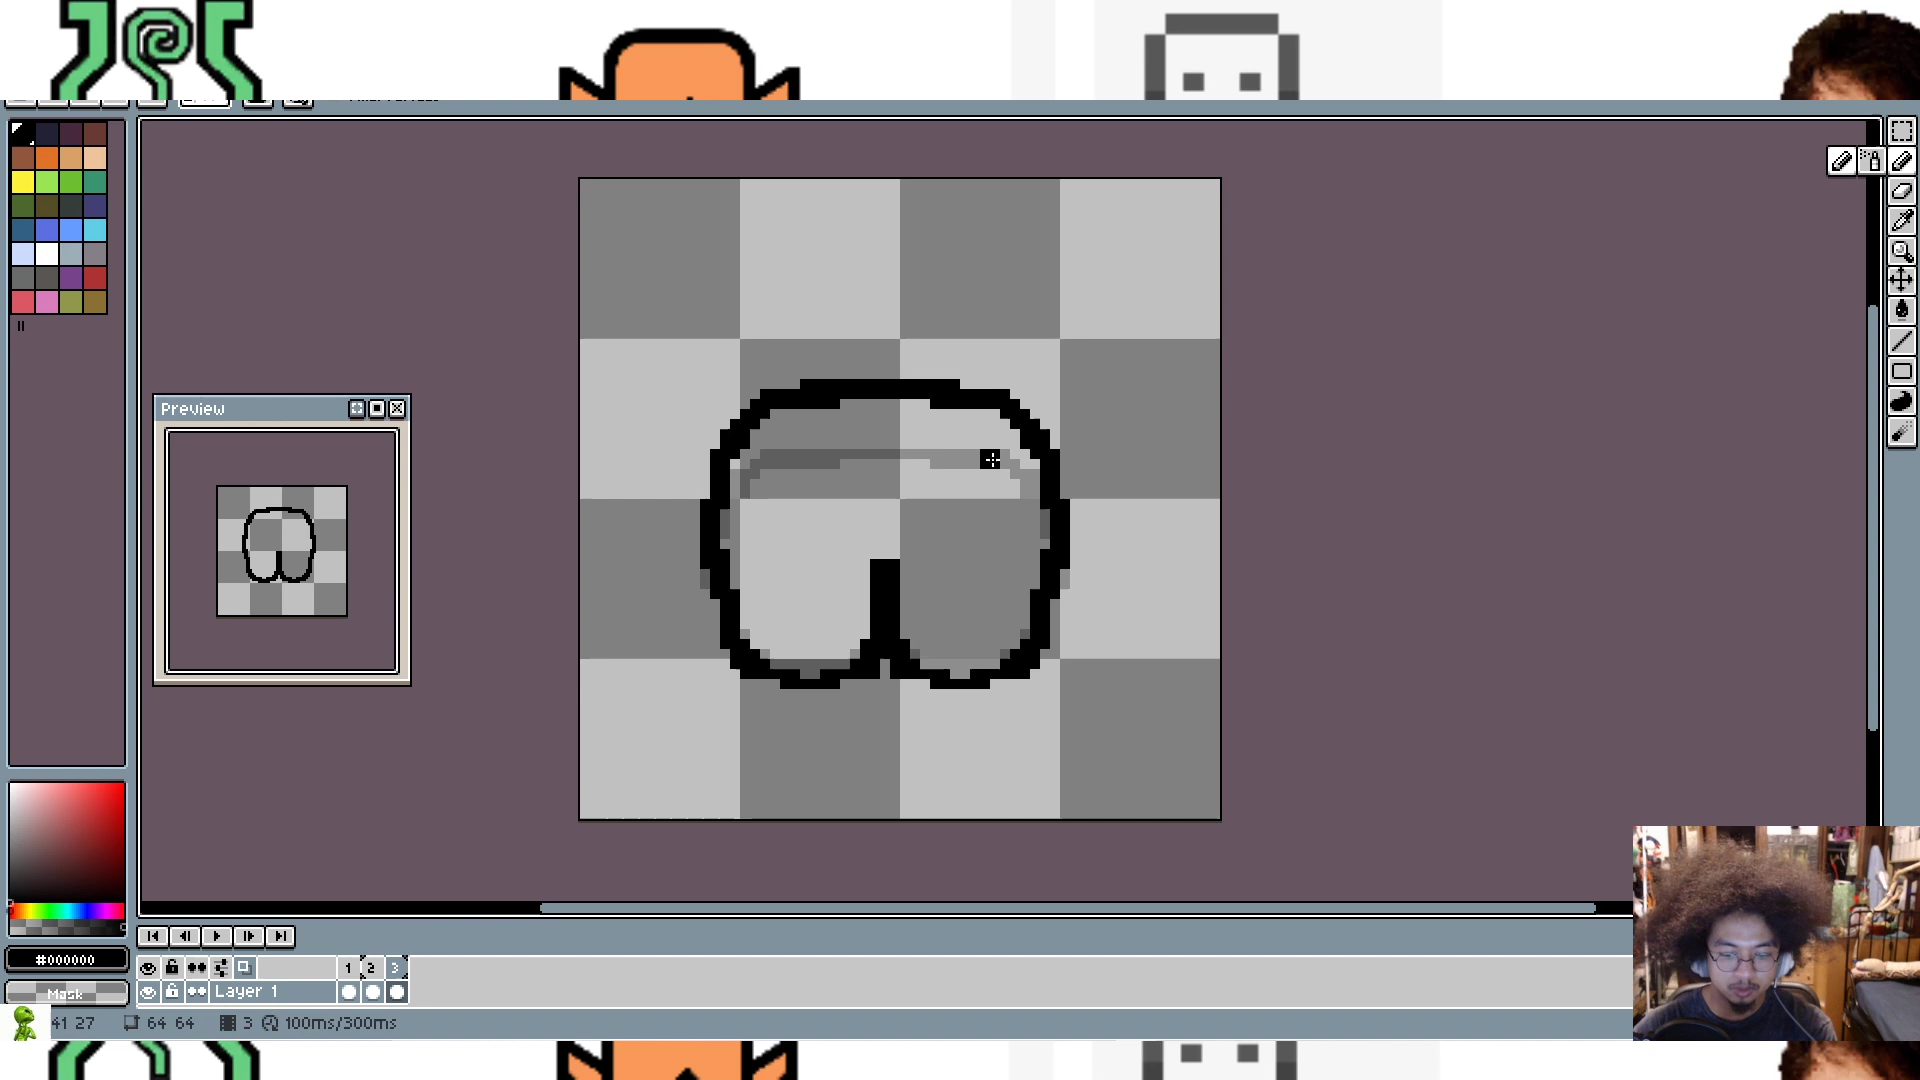 Preview
#000000
Mask
1 2 3
Layer 1
41 27 64 64 3 100ms/300ms